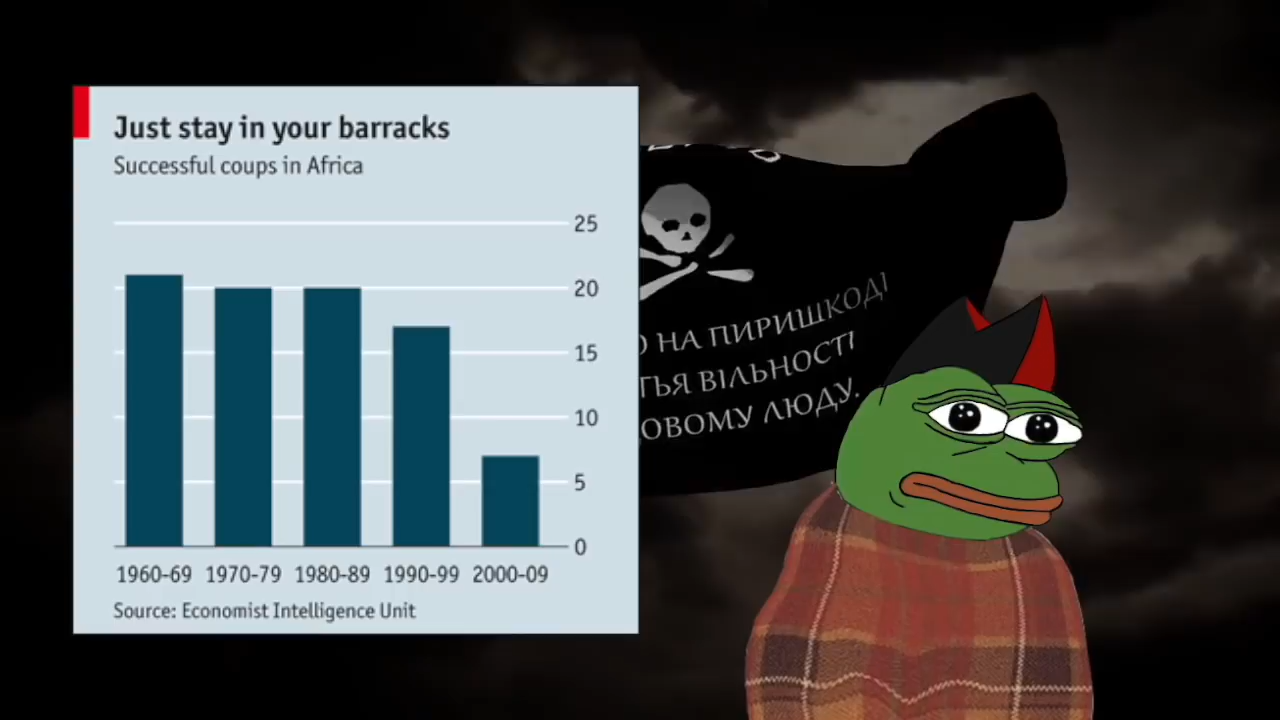 Just stay in your barracks
Successful coups in Africa
25
20
15
10
5
0
1960-69 1970-79 1980-89 1990-99 2000-09
Source: Economist Intelligence Unit
НА ПИРИШКОДІ
ВІЛЬНОСТІ
ЛЮДУ.